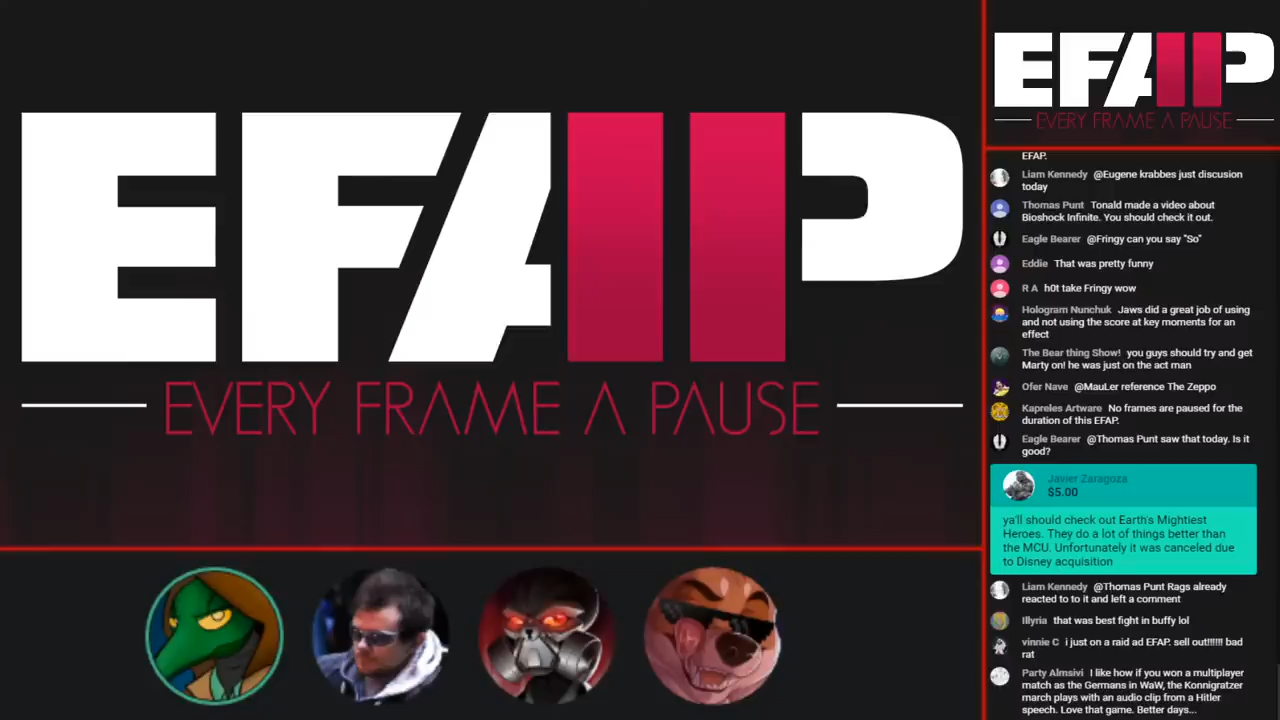 EFAP
EVERY FRAME A PAUSE
EFAP
EVERY FRAME A PAUSE
EFAP.
Liam Kennedy @Eugene krabbes just discusion
today
Thomas Punt Tonald made a video about
Bioshock Infinite. You should check it out.
Eagle Bearer @Fringy can you say "So"
Eddie That was pretty funny
R A h0t take Fringy wow
Hologram Nunchuk Jaws did a great job of using
and not using the score at key moments for an
effect
The Bear thing Show! you guys should try and get
Marty on! he was just on the act man
Ofer Nave @MauLer reference The Zeppo
Kapreles Artware No frames are paused for the
duration of this EFAP.
Eagle Bearer @Thomas Punt saw that today. Is it
good?
Javier Zaragoza
$5.00
ya'll should check out Earth's Mightiest
Heroes. They do a lot of things better than
the MCU. Unfortunately it was canceled due
to Disney acquisition
Liam Kennedy @Thomas Punt Rags already
reacted to to it and left a comment
Illyria that was best fight in buffy lol
vinnie C i just on a raid ad EFAP. sell out!!!!!! bad
rat
Party Almsivi I like how if you won a multiplayer
match as the Germans in WaW, the Konnigratzer
march plays with an audio clip from a Hitler
speech. Love that game. Better days...